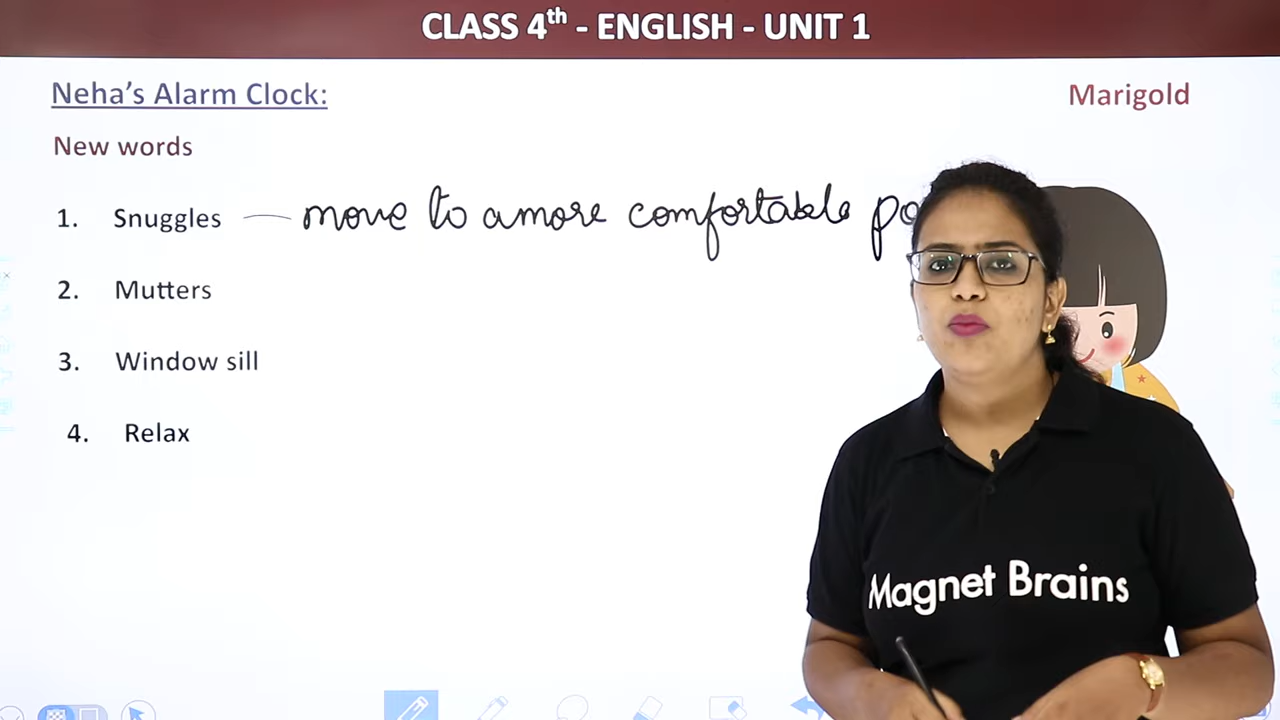 CLASS 4th - ENGLISH - UNIT 1
Neha's Alarm Clock:
Marigold
New words
1. Snuggles — move to a more comfortable
2. Mutters
3. Window sill
4. Relax
Magnet Brains